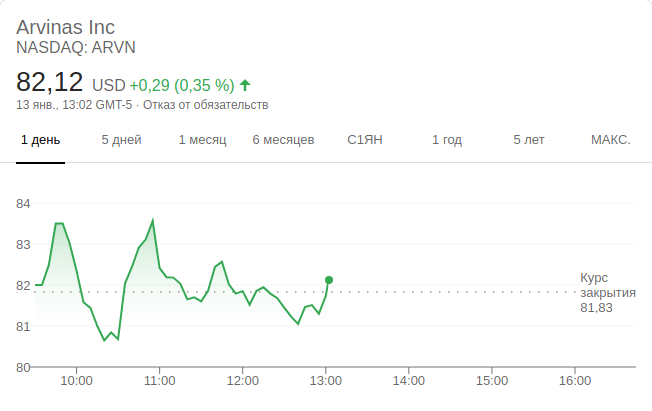 Arvinas Inc
NASDAQ: ARVN
82,12 USD +0,29 (0,35 %)
13 янв., 13:02 GMT-5 · Отказ от обязательств
1 день 5 дней 1 месяц 6 месяцев С1ЯН 1 год 5 лет МАКС.
84
83
82
81
80
Курс
закрытия
81,83
10:00 11:00 12:00 13:00 14:00 15:00 16:00